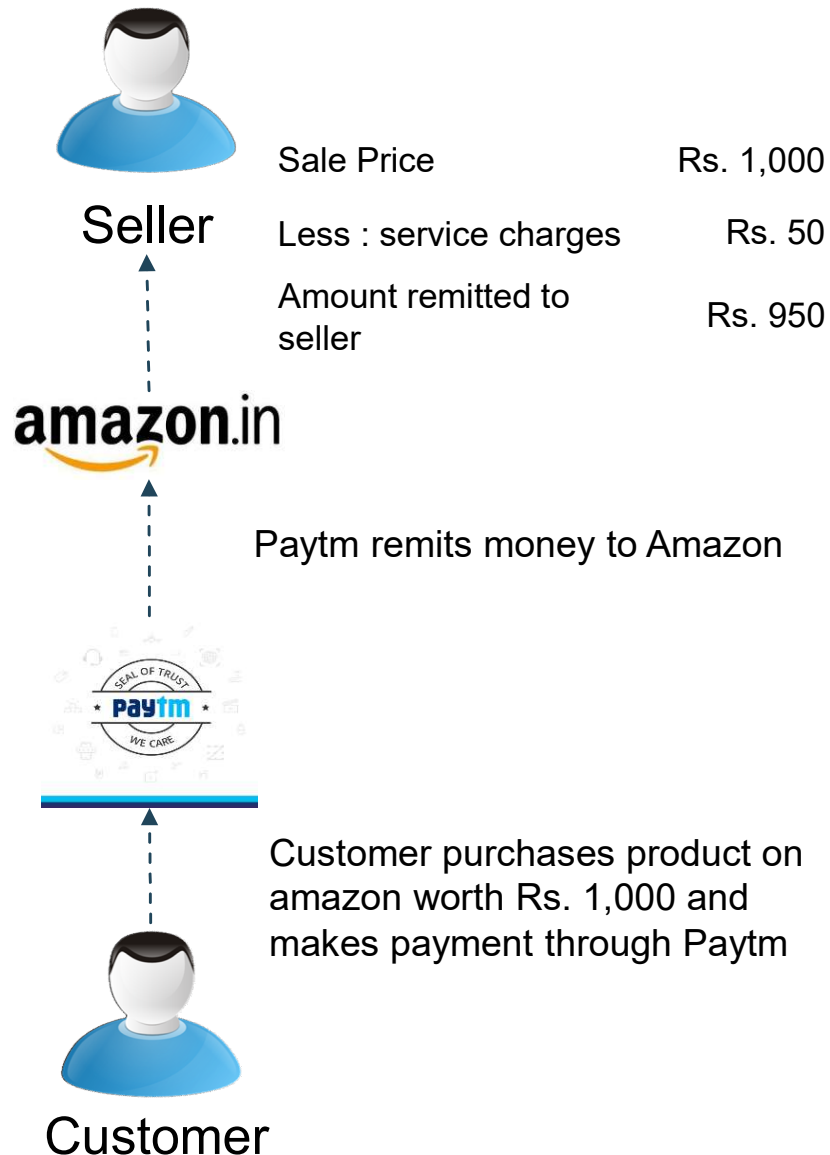 Sale Price Rs. 1,000
Seller
Less : service charges Rs. 50
Amount remitted to
seller
Rs. 950
amazon.in
Paytm remits money to Amazon
SEAL OF TRUST
paytm
WE CARE
Customer purchases product on
amazon worth Rs. 1,000 and
makes payment through Paytm
Customer